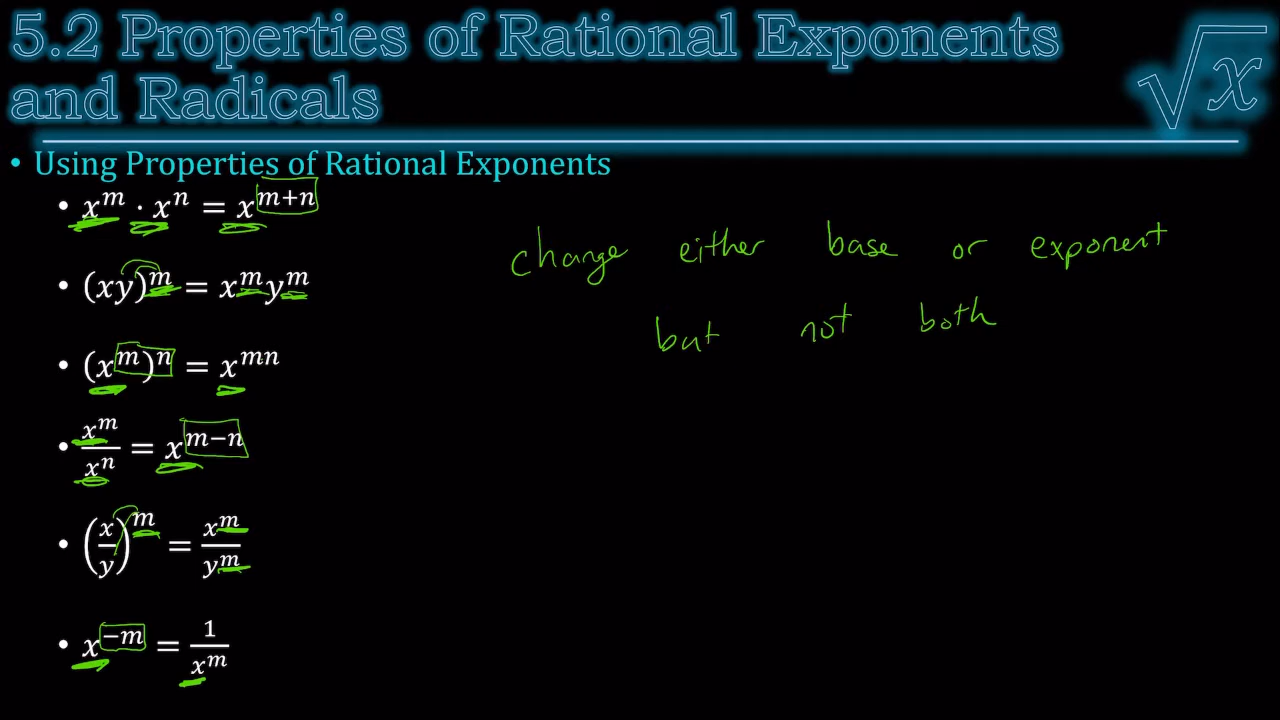 5.2 Properties of Rational Exponents
and Radicals
√x
• Using Properties of Rational Exponents
• x^m · x^n = x^{m+n}
change either base or exponent
• (xy)^m = x^m y^m
but not both
• (x^m)^n = x^{mn}
• x^m/x^n = x^{m−n}
• (x/y)^m = x^m/y^m
• x^{−m} = 1/x^m